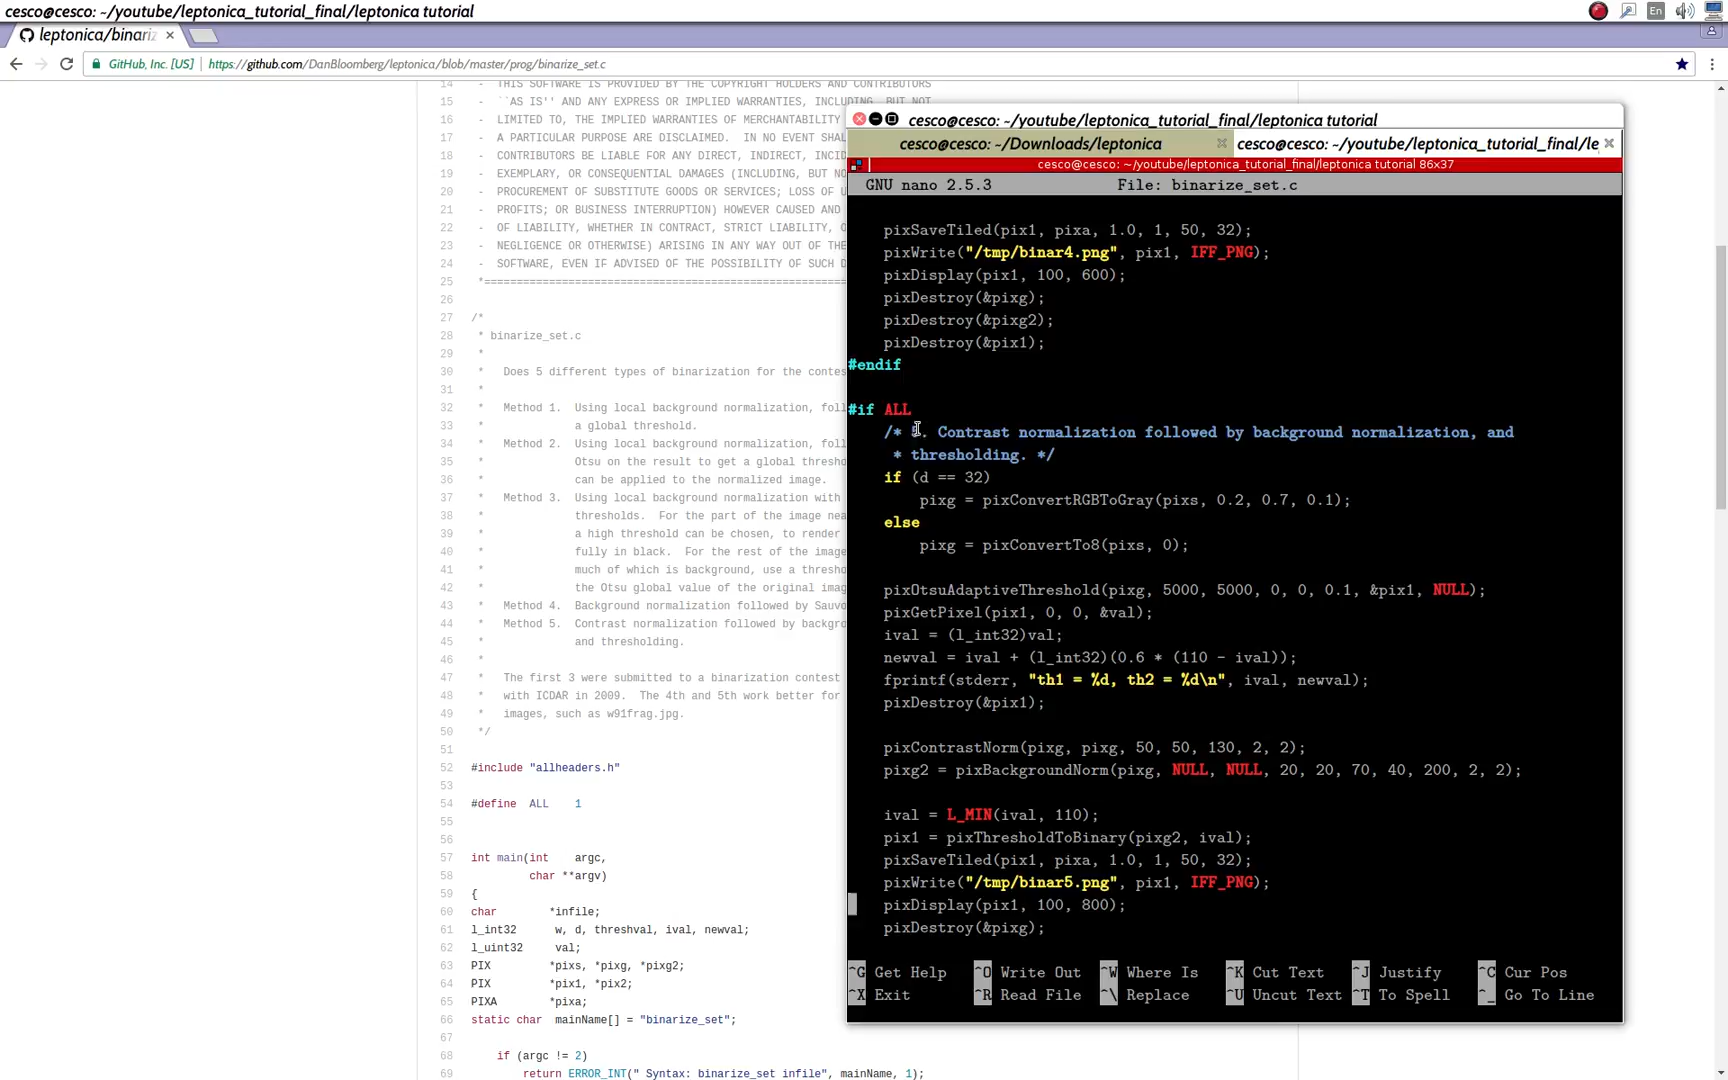 cesco@cesco: ~/youtube/leptonica_tutorial_final/leptonica tutorial
En
leptonica/binariz
GitHub, Inc. [US]
https://github.com/DanBloomberg/leptonica/blob/master/prog/binarize_set.c
14 - THIS SOFTWARE IS PROVIDED BY THE COPYRIGHT HOLDERS AND CONTRIBUTORS
15 - ``AS IS'' AND ANY EXPRESS OR IMPLIED WARRANTIES, INCLUDING, BUT NOT
16 - LIMITED TO, THE IMPLIED WARRANTIES OF MERCHANTABILITY
17 - A PARTICULAR PURPOSE ARE DISCLAIMED. IN NO EVENT SHAL
18 - CONTRIBUTORS BE LIABLE FOR ANY DIRECT, INDIRECT, INCID
19 - EXEMPLARY, OR CONSEQUENTIAL DAMAGES (INCLUDING, BUT NO
20 - PROCUREMENT OF SUBSTITUTE GOODS OR SERVICES; LOSS OF U
21 - PROFITS; OR BUSINESS INTERRUPTION) HOWEVER CAUSED AND
22 - OF LIABILITY, WHETHER IN CONTRACT, STRICT LIABILITY, O
23 - NEGLIGENCE OR OTHERWISE) ARISING IN ANY WAY OUT OF THE
24 - SOFTWARE, EVEN IF ADVISED OF THE POSSIBILITY OF SUCH D
25 *========================================================
26
27 /*
28 * binarize_set.c
29 *
30 * Does 5 different types of binarization for the contes
31 *
32 * Method 1. Using local background normalization, foll
33 * a global threshold.
34 * Method 2. Using local background normalization, foll
35 * Otsu on the result to get a global thresho
36 * can be applied to the normalized image.
37 * Method 3. Using local background normalization with
38 * thresholds. For the part of the image nea
39 * a high threshold can be chosen, to render
40 * fully in black. For the rest of the image
41 * much of which is background, use a thresho
42 * the Otsu global value of the original imag
43 * Method 4. Background normalization followed by Sauvo
44 * Method 5. Contrast normalization followed by backgro
45 * and thresholding.
46 *
47 * The first 3 were submitted to a binarization contest
48 * with ICDAR in 2009. The 4th and 5th work better for
49 * images, such as w91frag.jpg.
50 */
51
52 #include "allheaders.h"
53
54 #define ALL 1
55
56
57 int main(int argc,
58 char **argv)
59 {
60 char *infile;
61 l_int32 w, d, threshval, ival, newval;
62 l_uint32 val;
63 PIX *pixs, *pixg, *pixg2;
64 PIX *pix1, *pix2;
65 PIXA *pixa;
66 static char mainName[] = "binarize_set";
67
68 if (argc != 2)
69 return ERROR_INT(" Syntax: binarize_set infile", mainName, 1);
cesco@cesco: ~/youtube/leptonica_tutorial_final/leptonica tutorial
cesco@cesco: ~/Downloads/leptonica
cesco@cesco: ~/youtube/leptonica_tutorial_final/le
cesco@cesco: ~/youtube/leptonica_tutorial_final/leptonica tutorial 86x37
GNU nano 2.5.3 File: binarize_set.c
pixSaveTiled(pix1, pixa, 1.0, 1, 50, 32);
pixWrite("/tmp/binar4.png", pix1, IFF_PNG);
pixDisplay(pix1, 100, 600);
pixDestroy(&pixg);
pixDestroy(&pixg2);
pixDestroy(&pix1);
#endif
#if ALL
/* 5. Contrast normalization followed by background normalization, and
* thresholding. */
if (d == 32)
pixg = pixConvertRGBToGray(pixs, 0.2, 0.7, 0.1);
else
pixg = pixConvertTo8(pixs, 0);
pixOtsuAdaptiveThreshold(pixg, 5000, 5000, 0, 0, 0.1, &pix1, NULL);
pixGetPixel(pix1, 0, 0, &val);
ival = (l_int32)val;
newval = ival + (l_int32)(0.6 * (110 - ival));
fprintf(stderr, "th1 = %d, th2 = %d\n", ival, newval);
pixDestroy(&pix1);
pixContrastNorm(pixg, pixg, 50, 50, 130, 2, 2);
pixg2 = pixBackgroundNorm(pixg, NULL, NULL, 20, 20, 70, 40, 200, 2, 2);
ival = L_MIN(ival, 110);
pix1 = pixThresholdToBinary(pixg2, ival);
pixSaveTiled(pix1, pixa, 1.0, 1, 50, 32);
pixWrite("/tmp/binar5.png", pix1, IFF_PNG);
pixDisplay(pix1, 100, 800);
pixDestroy(&pixg);
^G Get Help ^O Write Out ^W Where Is ^K Cut Text ^J Justify ^C Cur Pos
^X Exit ^R Read File ^\ Replace ^U Uncut Text ^T To Spell ^_ Go To Line